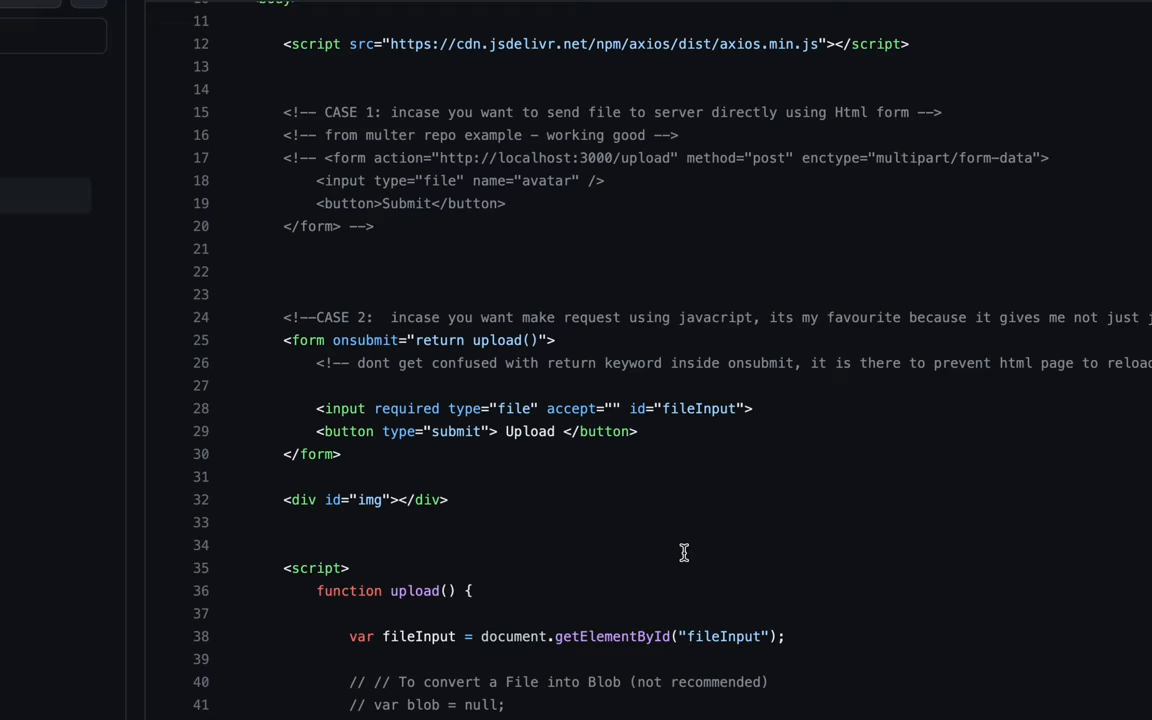 10 <body>
11
12 <script src="https://cdn.jsdelivr.net/npm/axios/dist/axios.min.js"></script>
13
14
15 <!-- CASE 1: incase you want to send file to server directly using Html form -->
16 <!-- from multer repo example - working good -->
17 <!-- <form action="http://localhost:3000/upload" method="post" enctype="multipart/form-data">
18 <input type="file" name="avatar" />
19 <button>Submit</button>
20 </form> -->
21
22
23
24 <!--CASE 2:  incase you want make request using javacript, its my favourite because it gives me not just
25 <form onsubmit="return upload()">
26 <!-- dont get confused with return keyword inside onsubmit, it is there to prevent html page to reload
27
28 <input required type="file" accept="" id="fileInput">
29 <button type="submit"> Upload </button>
30 </form>
31
32 <div id="img"></div>
33
34
35 <script>
36 function upload() {
37
38 var fileInput = document.getElementById("fileInput");
39
40 // // To convert a File into Blob (not recommended)
41 // var blob = null;